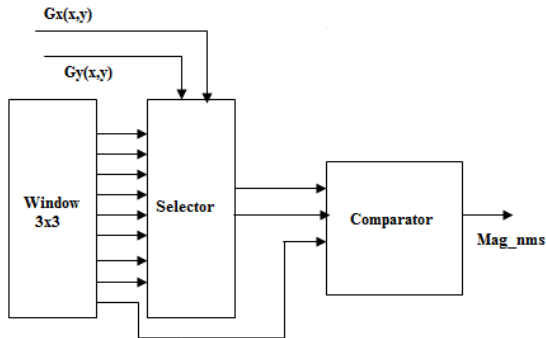 Gx(x,y)
Gy(x,y)
Window
3x3
Selector
Comparator
Mag_nms